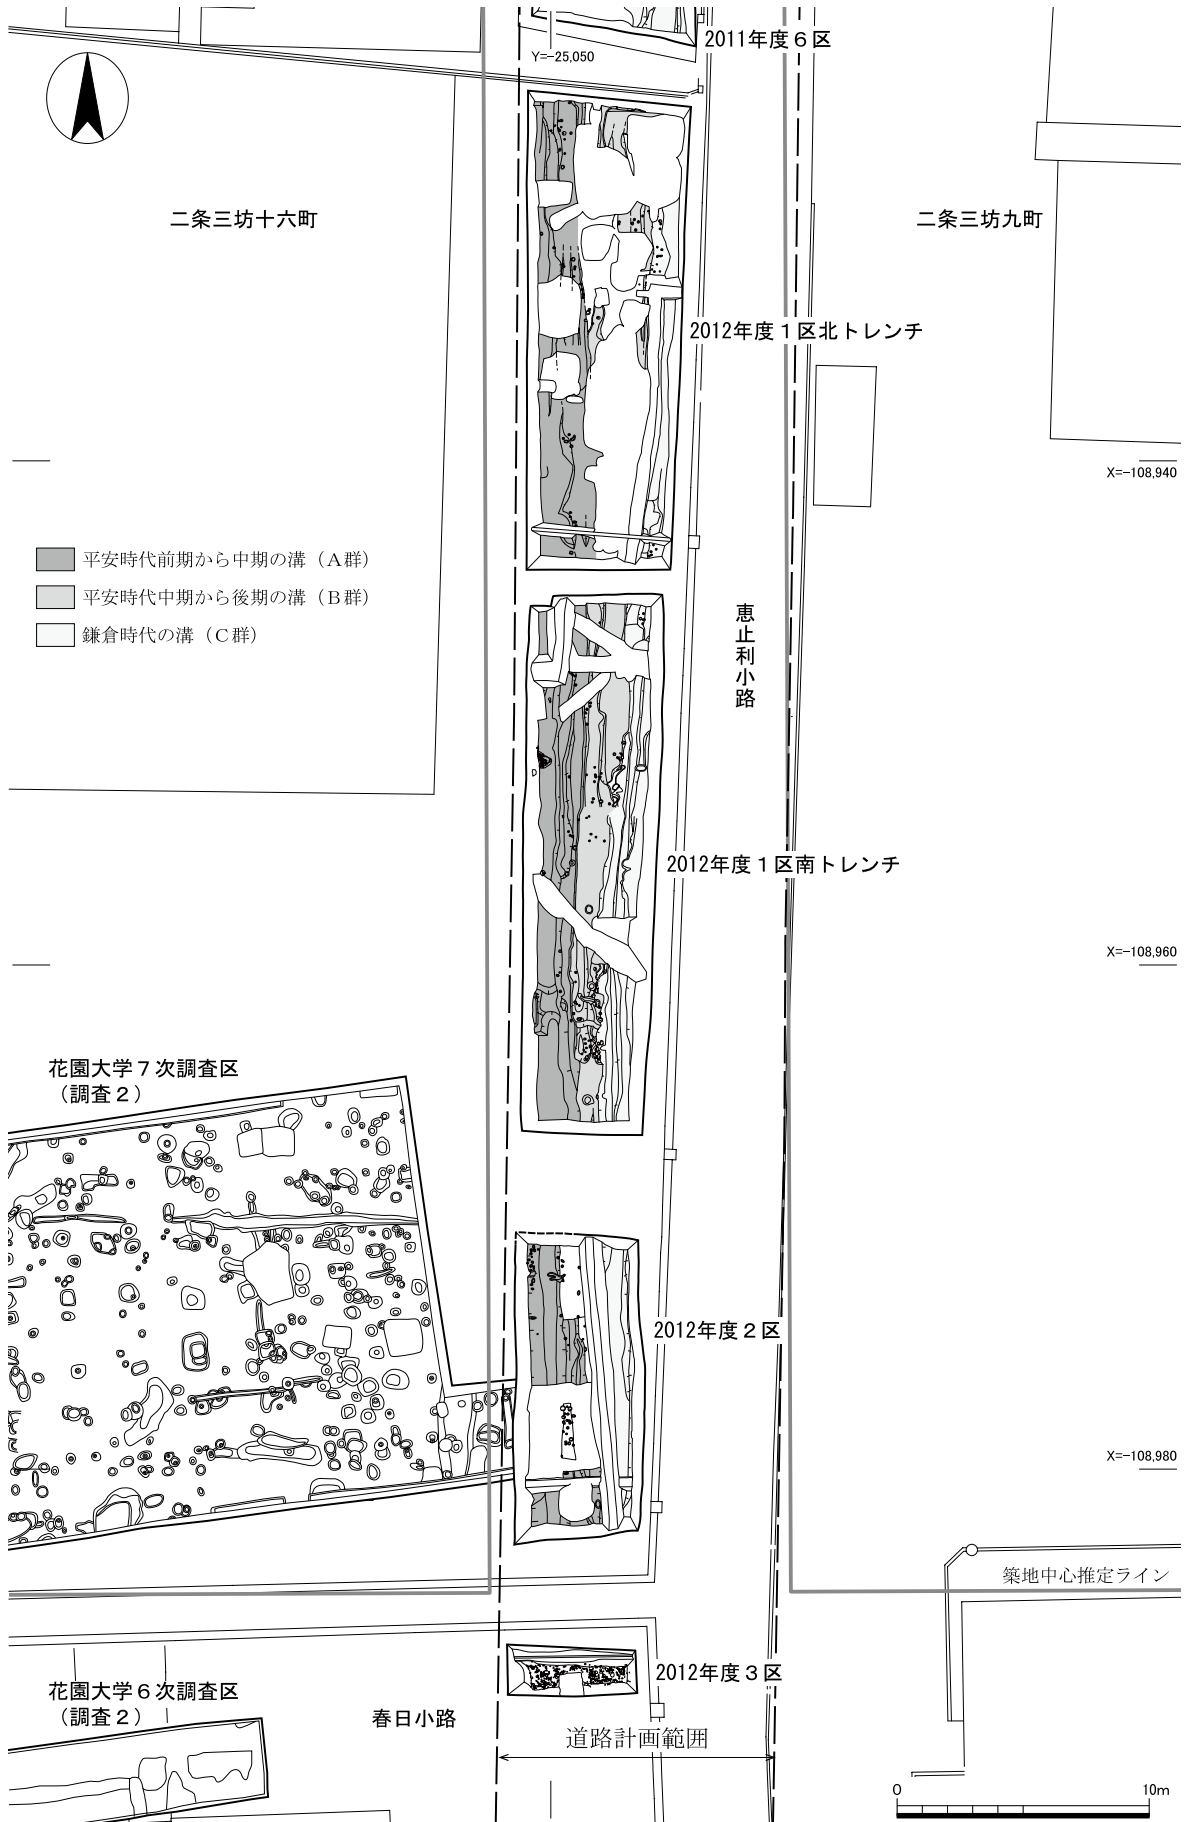 2011年度６区
Y=-25,050
二条三坊十六町
二条三坊九町
2012年度１区北トレンチ
X=-108,940
平安時代前期から中期の溝（Ａ群）
平安時代中期から後期の溝（Ｂ群）
鎌倉時代の溝（Ｃ群）
恵止利小路
2012年度１区南トレンチ
X=-108,960
花園大学７次調査区
（調査２）
2012年度２区
X=-108,980
築地中心推定ライン
2012年度３区
花園大学６次調査区
（調査２）
春日小路
道路計画範囲
0
10m